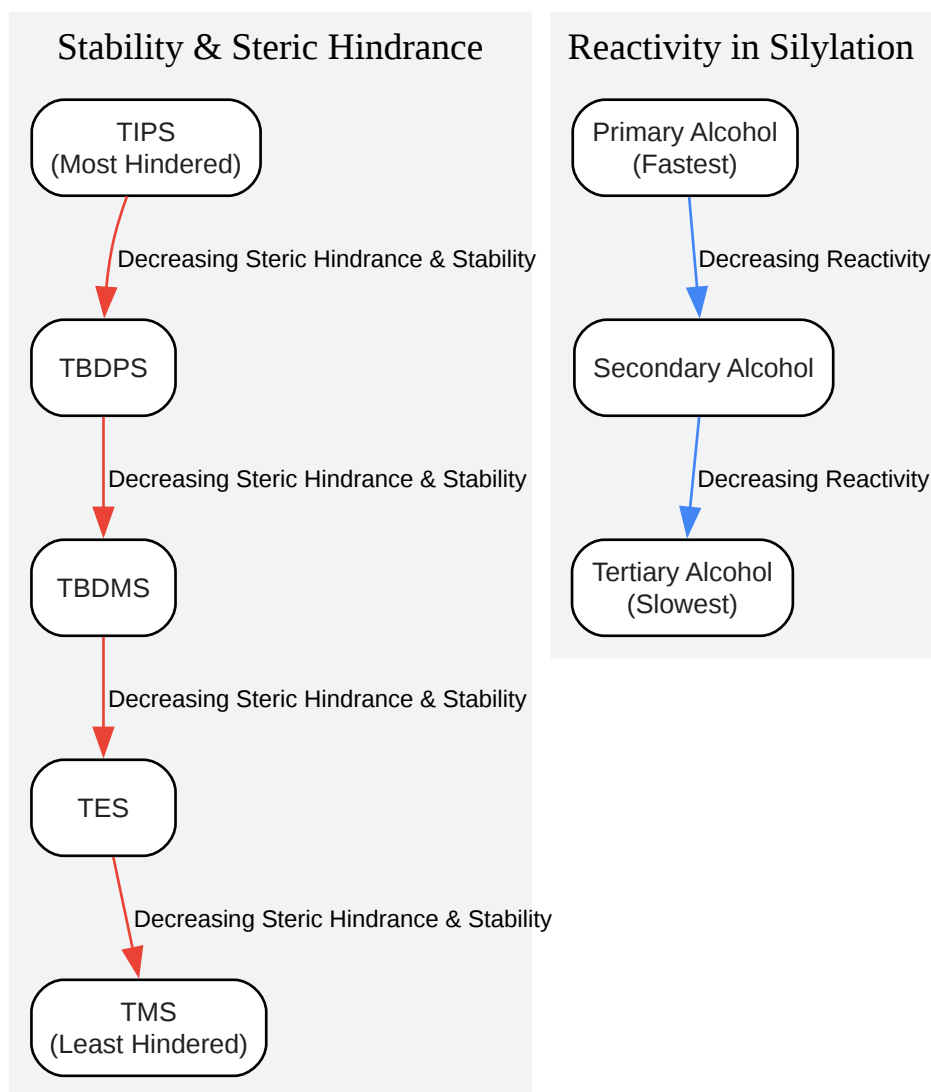 Stability & Steric Hindrance
TIPS
(Most Hindered)
Decreasing Steric Hindrance & Stability
TBDPS
Decreasing Steric Hindrance & Stability
TBDMS
Decreasing Steric Hindrance & Stability
TES
Decreasing Steric Hindrance & Stability
TMS
(Least Hindered)
Reactivity in Silylation
Primary Alcohol
(Fastest)
Decreasing Reactivity
Secondary Alcohol
Decreasing Reactivity
Tertiary Alcohol
(Slowest)